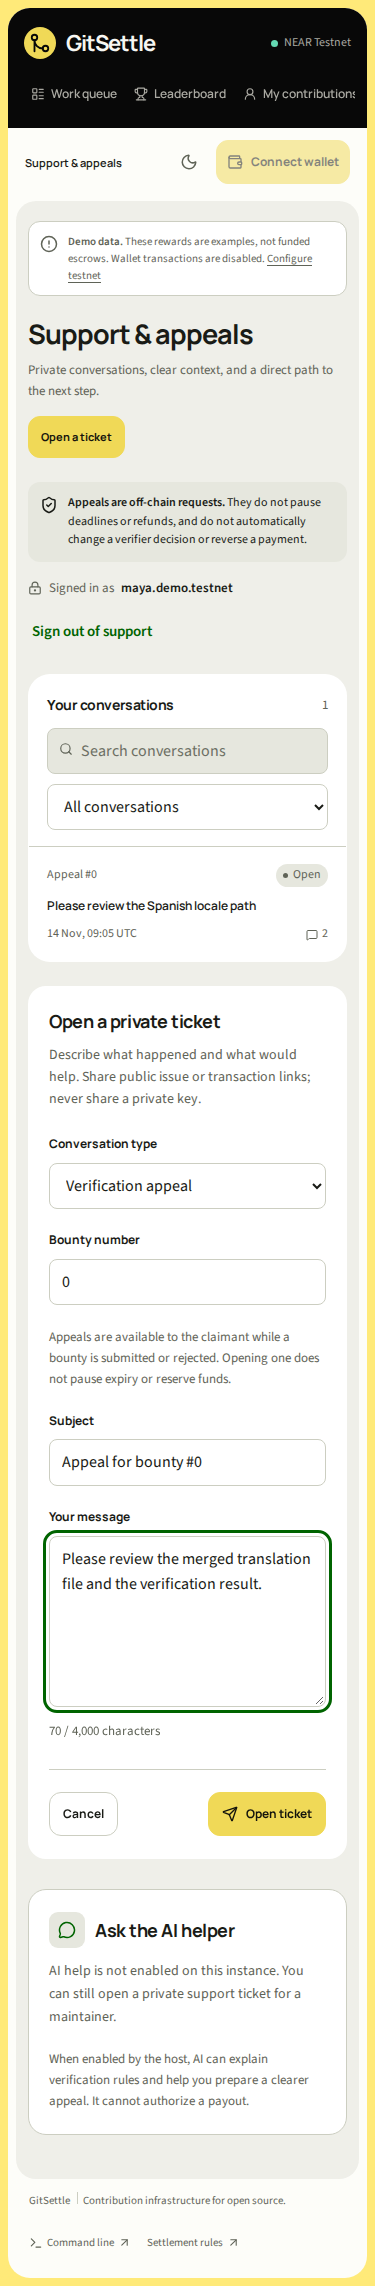 GitSettle
NEAR Testnet
Work queue
Leaderboard
My contributions
Support & appeals
Connect wallet
Demo data. These rewards are examples, not funded
escrows. Wallet transactions are disabled. Configure
testnet
Support & appeals
Private conversations, clear context, and a direct path to
the next step.
Open a ticket
Appeals are off-chain requests. They do not pause
deadlines or refunds, and do not automatically
change a verifier decision or reverse a payment.
Signed in as maya.demo.testnet
Sign out of support
Your conversations 1
Search conversations
All conversations
Appeal #0 Open
Please review the Spanish locale path
14 Nov, 09:05 UTC 2
Open a private ticket
Describe what happened and what would
help. Share public issue or transaction links;
never share a private key.
Conversation type
Verification appeal
Bounty number
0
Appeals are available to the claimant while a
bounty is submitted or rejected. Opening one does
not pause expiry or reserve funds.
Subject
Appeal for bounty #0
Your message
Please review the merged translation
file and the verification result.
70 / 4,000 characters
Cancel
Open ticket
Ask the AI helper
AI help is not enabled on this instance. You
can still open a private support ticket for a
maintainer.
When enabled by the host, AI can explain
verification rules and help you prepare a clearer
appeal. It cannot authorize a payout.
GitSettle
Contribution infrastructure for open source.
Command line
Settlement rules